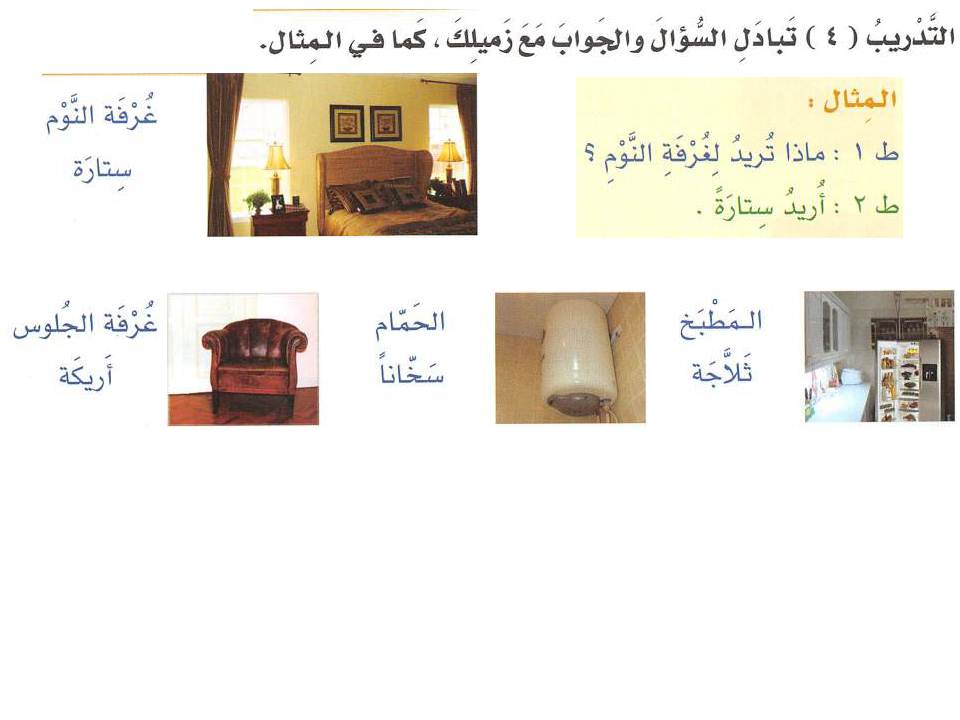 التَّدْريبُ ( ٤ ) تَبادَلِ السُّؤالَ والجَوابَ مَعَ زَميلِكَ ، كَما في المِثال.
المِثال :
ط ١ : ماذا تُريدُ لِغُرْفَةِ النَّوْمِ ؟
ط ٢ : أُريدُ سِتارَةً .
غُرْفَة النَّوْم
سِتارَة
المَطْبَخ
ثَلاَّجَة
الحَمّام
سَخّاناً
غُرْفَة الجُلوس
أَريكَة